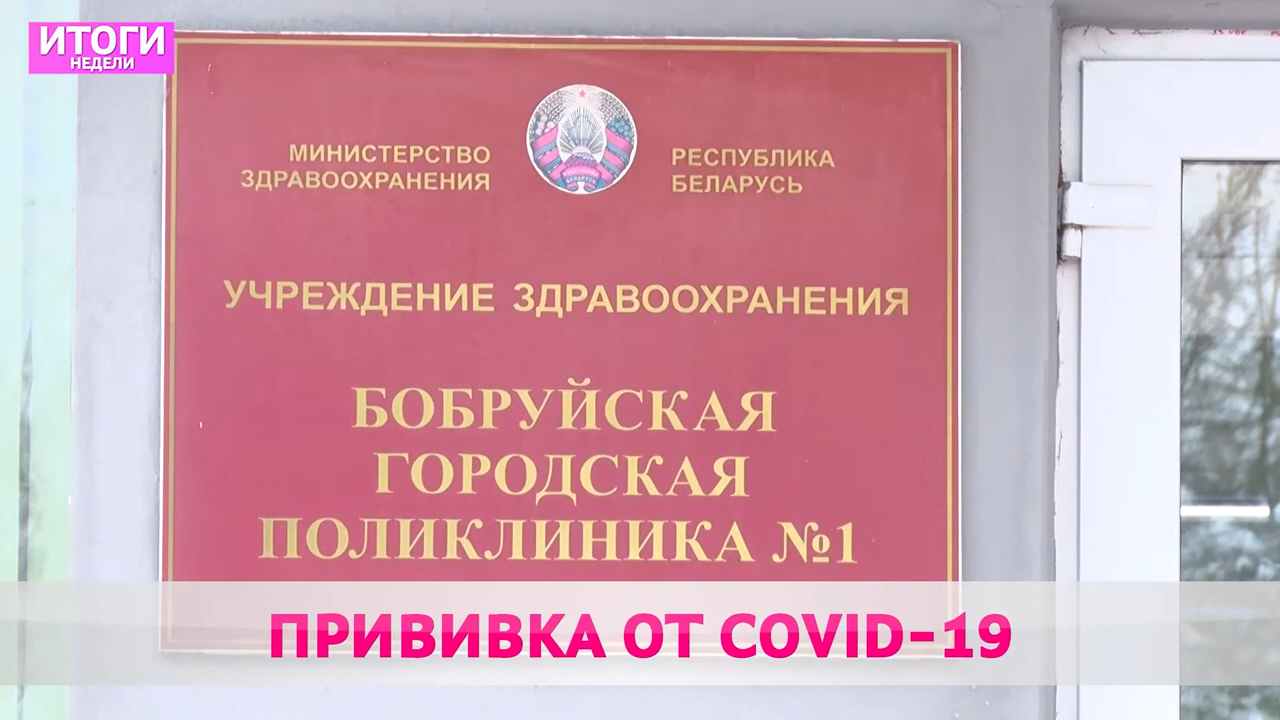 ИТОГИ
НЕДЕЛИ
МИНИСТЕРСТВО
ЗДРАВООХРАНЕНИЯ
РЕСПУБЛИКА
БЕЛАРУСЬ
УЧРЕЖДЕНИЕ ЗДРАВООХРАНЕНИЯ
БОБРУЙСКАЯ
ГОРОДСКАЯ
ПОЛИКЛИНИКА №1
ПРИВИВКА ОТ COVID-19